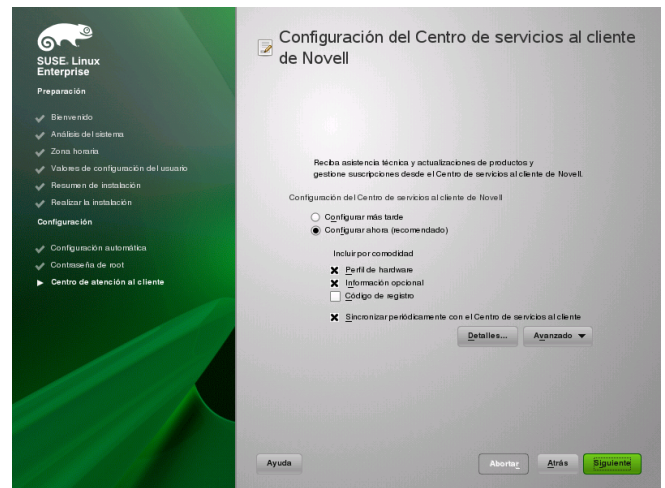 SUSE. Linux
Enterprise
Preparación
Bienvenido
Análisis del sistema
Zona horaria
Valores de configuración del usuario
Resumen de instalación
Realizar la instalación
Configuración
Configuración automática
Contraseña de root
Centro de atención al cliente
Configuración del Centro de servicios al cliente
de Novell
Reciba asistencia técnica y actualizaciones de productos y
gestione suscripciones desde el Centro de servicios al cliente de Novell.
Configuración del Centro de servicios al cliente de Novell
Configurar más tarde
Configurar ahora (recomendado)
Incluir por comodidad
Perfil de hardware
Información opcional
Código de registro
Sincronizar periódicamente con el Centro de servicios al cliente
Detalles... Avanzado
Ayuda Abortar Atrás Siguiente